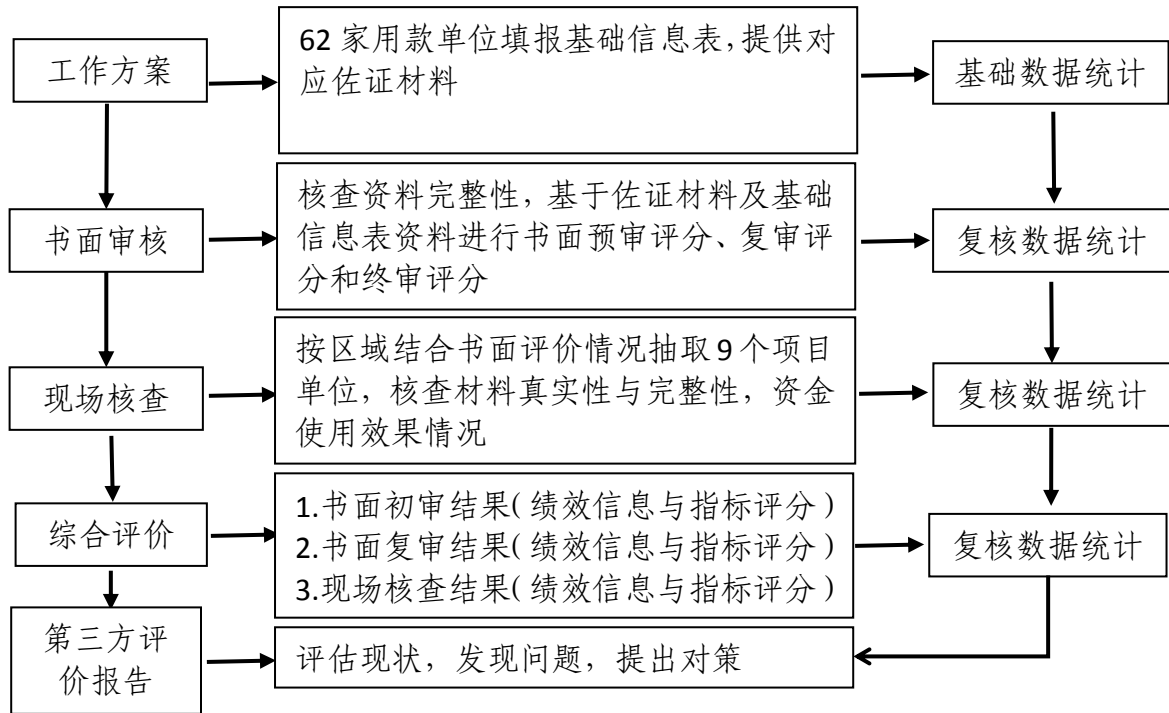 工作方案
62 家用款单位填报基础信息表，提供对
应佐证材料
基础数据统计
书面审核
核查资料完整性，基于佐证材料及基础
信息表资料进行书面预审评分、复审评
分和终审评分
复核数据统计
现场核查
按区域结合书面评价情况抽取 9 个项目
单位，核查材料真实性与完整性，资金
使用效果情况
复核数据统计
综合评价
1.书面初审结果（绩效信息与指标评分）
2.书面复审结果（绩效信息与指标评分）
3.现场核查结果（绩效信息与指标评分）
复核数据统计
第三方评
价报告
评估现状，发现问题，提出对策